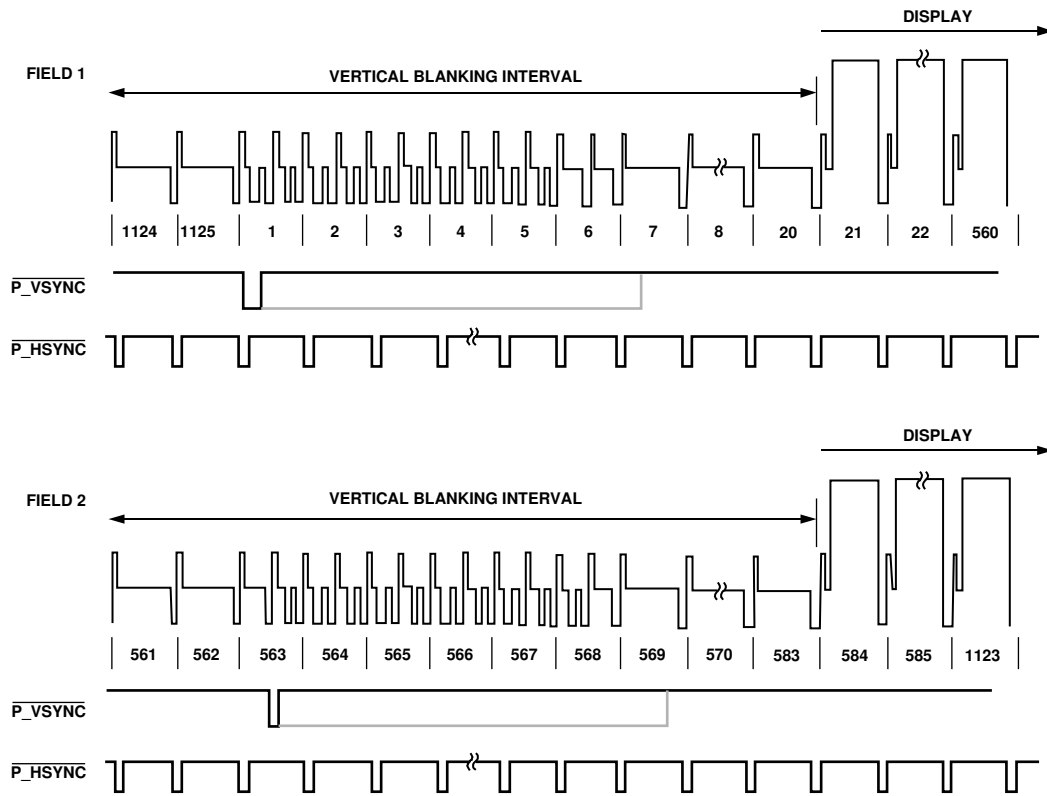 DISPLAY
FIELD 1
VERTICAL BLANKING INTERVAL
1124 1125 1 2 3 4 5 6 7 8 20 21 22 560
P_VSYNC
P_HSYNC
DISPLAY
FIELD 2
VERTICAL BLANKING INTERVAL
561 562 563 564 565 566 567 568 569 570 583 584 585 1123
P_VSYNC
P_HSYNC